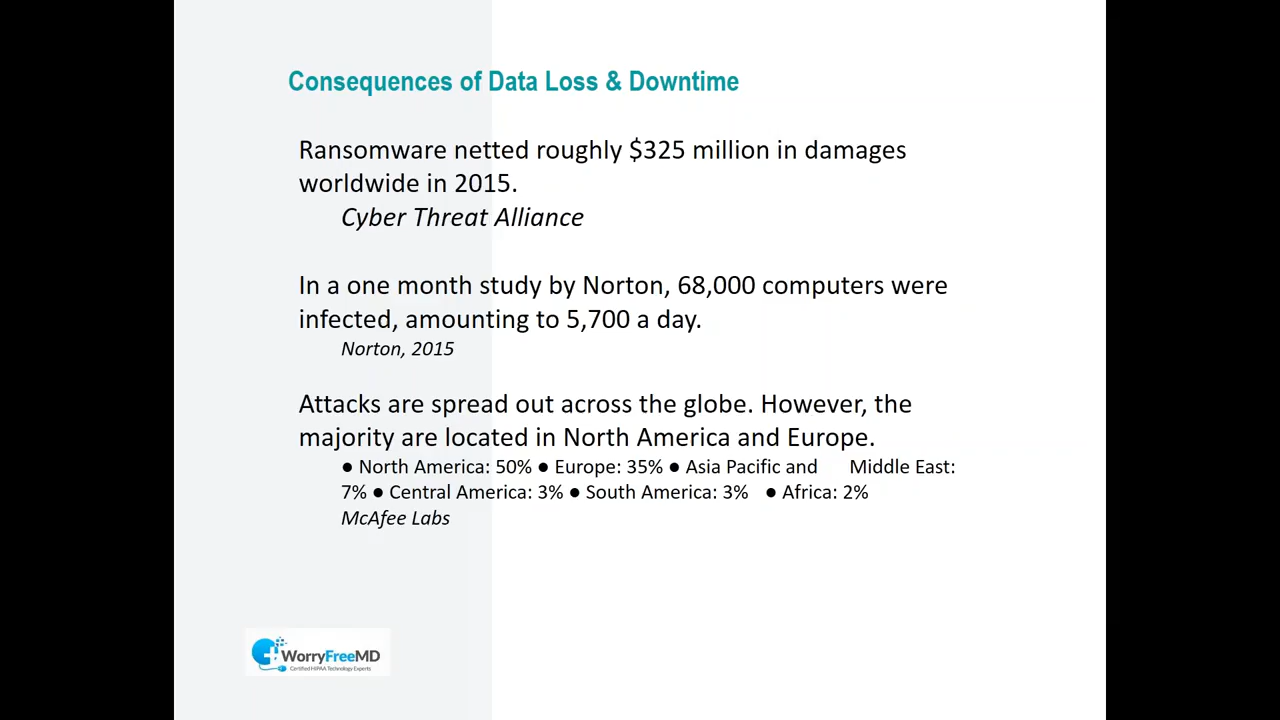 Consequences of Data Loss & Downtime
Ransomware netted roughly $325 million in damages
worldwide in 2015.
Cyber Threat Alliance
In a one month study by Norton, 68,000 computers were
infected, amounting to 5,700 a day.
Norton, 2015
Attacks are spread out across the globe. However, the
majority are located in North America and Europe.
● North America: 50% ● Europe: 35% ● Asia Pacific and Middle East:
7% ● Central America: 3% ● South America: 3% ● Africa: 2%
McAfee Labs
WorryFreeMD
Certified HIPAA Technology Experts